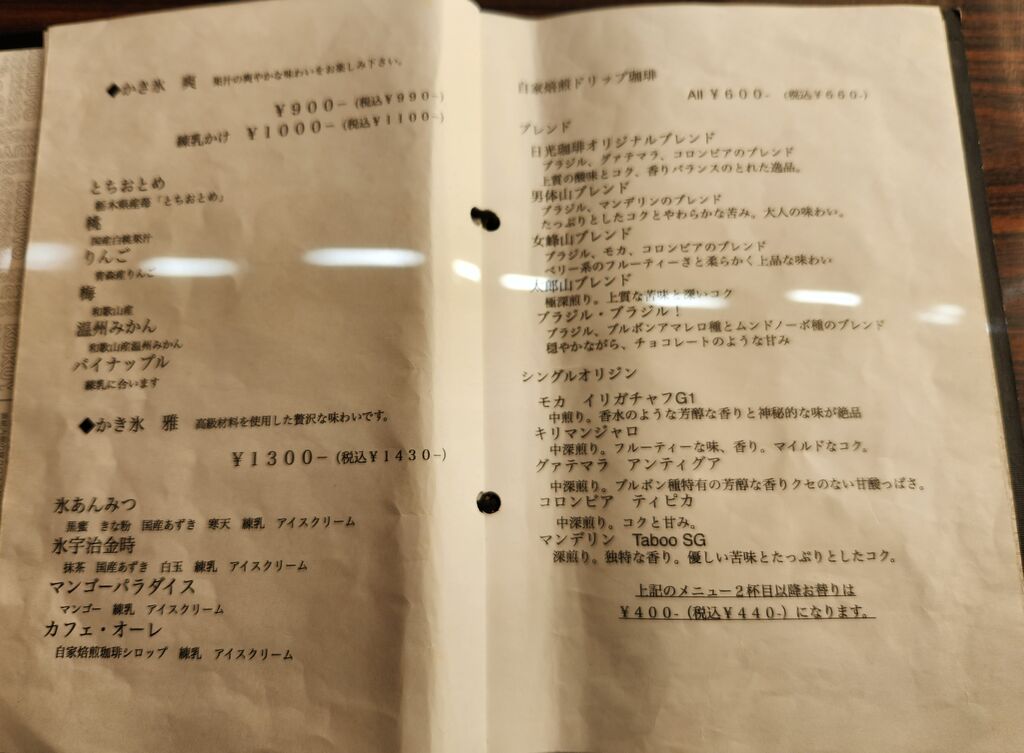 ◆かき氷　爽　果汁の爽やかな味わいをお楽しみ下さい。
￥900-（税込￥990-）
練乳かけ　￥1000-（税込￥1100-）
とちおとめ
栃木県産苺「とちおとめ」
桃
国産白桃果汁
りんご
青森産りんご
梅
和歌山産
温州みかん
和歌山産温州みかん
パイナップル
練乳に合います
◆かき氷　雅　高級材料を使用した贅沢な味わいです。
￥1300-（税込￥1430-）
氷あんみつ
黒蜜　きな粉　国産あずき　寒天　練乳　アイスクリーム
氷宇治金時
抹茶　国産あずき　白玉　練乳　アイスクリーム
マンゴーパラダイス
マンゴー　練乳　アイスクリーム
カフェ・オーレ
自家焙煎珈琲シロップ　練乳　アイスクリーム
自家焙煎ドリップ珈琲
All￥600-　（税込￥660-）
ブレンド
日光珈琲オリジナルブレンド
ブラジル、グァテマラ、コロンビアのブレンド
上質の酸味とコク、香りバランスのとれた逸品。
男体山ブレンド
ブラジル、マンデリンのブレンド
たっぷりとしたコクとやわらかな苦み。大人の味わい。
女峰山ブレンド
ブラジル、モカ、コロンビアのブレンド
ベリー系のフルーティーさと柔らかく上品な味わい
太郎山ブレンド
極深煎り。上質な苦味と深いコク
ブラジル・ブラジル！
ブラジル、ブルボンアマレロ種とムンドノーボ種のブレンド
穏やかながら、チョコレートのような甘み
シングルオリジン
モカ　イリガチャフG1
中煎り。香水のような芳醇な香りと神秘的な味が絶品
キリマンジャロ
中深煎り。フルーティーな味、香り。マイルドなコク。
グァテマラ　アンティグア
中深煎り。ブルボン種特有の芳醇な香りクセのない甘酸っぱさ。
コロンビア　ティピカ
中深煎り。コクと甘み。
マンデリン　Taboo SG
深煎り。独特な香り。優しい苦味とたっぷりとしたコク。
上記のメニュー２杯目以降お替りは
￥400-（税込￥440-）になります。